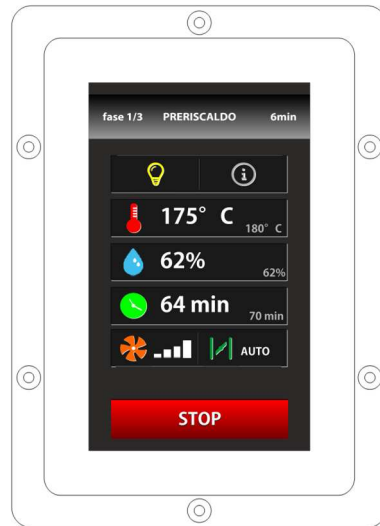 fase 1/3 PRERISCALDO 6min
175° C 180° C
62% 62%
64 min 70 min
AUTO
STOP